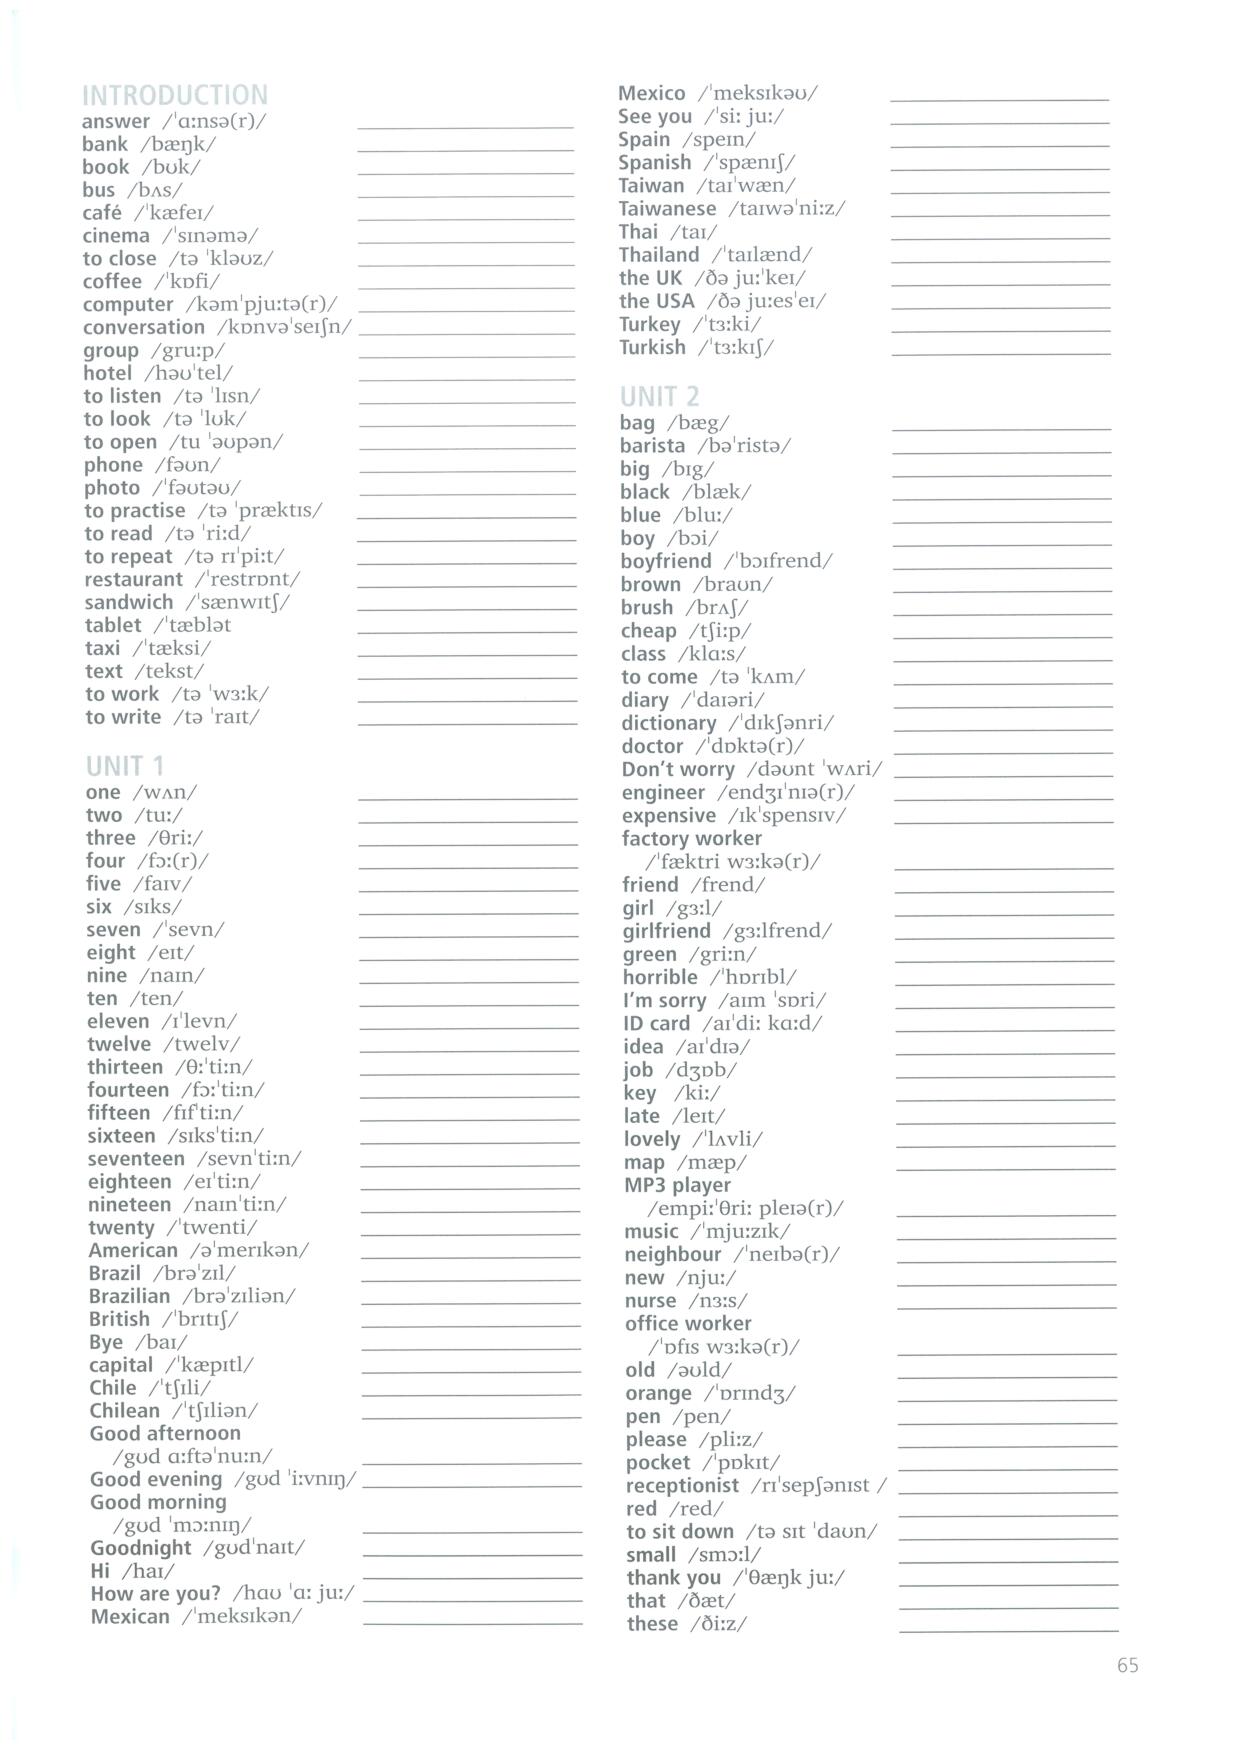 INTRODUCTION
answer /ˈɑːnsə(r)/
bank /bæŋk/
book /bʊk/
bus /bʌs/
café /ˈkæfeɪ/
cinema /ˈsɪnəmə/
to close /tə ˈkləʊz/
coffee /ˈkɒfi/
computer /kəmˈpjuːtə(r)/
conversation /kɒnvəˈseɪʃn/
group /gruːp/
hotel /həʊˈtel/
to listen /tə ˈlɪsn/
to look /tə ˈlʊk/
to open /tu ˈəʊpən/
phone /fəʊn/
photo /ˈfəʊtəʊ/
to practise /tə ˈpræktɪs/
to read /tə ˈriːd/
to repeat /tə rɪˈpiːt/
restaurant /ˈrestrɒnt/
sandwich /ˈsænwɪtʃ/
tablet /ˈtæblət
taxi /ˈtæksi/
text /tekst/
to work /tə ˈwɜːk/
to write /tə ˈraɪt/
UNIT 1
one /wʌn/
two /tuː/
three /θriː/
four /fɔː(r)/
five /faɪv/
six /sɪks/
seven /ˈsevn/
eight /eɪt/
nine /naɪn/
ten /ten/
eleven /ɪˈlevn/
twelve /twelv/
thirteen /θːˈtiːn/
fourteen /fɔːˈtiːn/
fifteen /fɪfˈtiːn/
sixteen /sɪksˈtiːn/
seventeen /sevnˈtiːn/
eighteen /eɪˈtiːn/
nineteen /naɪnˈtiːn/
twenty /ˈtwenti/
American /əˈmerɪkən/
Brazil /brəˈzɪl/
Brazilian /brəˈzɪliən/
British /ˈbrɪtɪʃ/
Bye /baɪ/
capital /ˈkæpɪtl/
Chile /ˈtʃɪli/
Chilean /ˈtʃɪliən/
Good afternoon
/gʊd ɑːftəˈnuːn/
Good evening /gʊd ˈiːvnɪŋ/
Good morning
/gʊd ˈmɔːnɪŋ/
Goodnight /gʊdˈnaɪt/
Hi /haɪ/
How are you? /haʊ ˈɑː juː/
Mexican /ˈmeksɪkən/
Mexico /ˈmeksɪkəʊ/
See you /ˈsiː juː/
Spain /speɪn/
Spanish /ˈspænɪʃ/
Taiwan /taɪˈwæn/
Taiwanese /taɪwəˈniːz/
Thai /taɪ/
Thailand /ˈtaɪlænd/
the UK /ðə juːˈkeɪ/
the USA /ðə juːesˈeɪ/
Turkey /ˈtɜːki/
Turkish /ˈtɜːkɪʃ/
UNIT 2
bag /bæg/
barista /bəˈristə/
big /bɪg/
black /blæk/
blue /bluː/
boy /bɔi/
boyfriend /ˈbɔɪfrend/
brown /braʊn/
brush /brʌʃ/
cheap /tʃiːp/
class /klɑːs/
to come /tə ˈkʌm/
diary /ˈdaɪəri/
dictionary /ˈdɪkʃənri/
doctor /ˈdɒktə(r)/
Don’t worry /dəʊnt ˈwʌri/
engineer /endʒɪˈnɪə(r)/
expensive /ɪkˈspensɪv/
factory worker
/ˈfæktri wɜːkə(r)/
friend /frend/
girl /gɜːl/
girlfriend /gɜːlfrend/
green /griːn/
horrible /ˈhɒrɪbl/
I’m sorry /aɪm ˈsɒri/
ID card /aɪˈdiː kɑːd/
idea /aɪˈdɪə/
job /dʒɒb/
key /kiː/
late /leɪt/
lovely /ˈlʌvli/
map /mæp/
MP3 player
/empiːˈθriː pleɪə(r)/
music /ˈmjuːzɪk/
neighbour /ˈneɪbə(r)/
new /njuː/
nurse /nɜːs/
office worker
/ˈɒfɪs wɜːkə(r)/
old /əʊld/
orange /ˈɒrɪndʒ/
pen /pen/
please /pliːz/
pocket /ˈpɒkɪt/
receptionist /rɪˈsepʃənɪst /
red /red/
to sit down /tə sɪt ˈdaʊn/
small /smɔːl/
thank you /ˈθæŋk juː/
that /ðæt/
these /ðiːz/
65